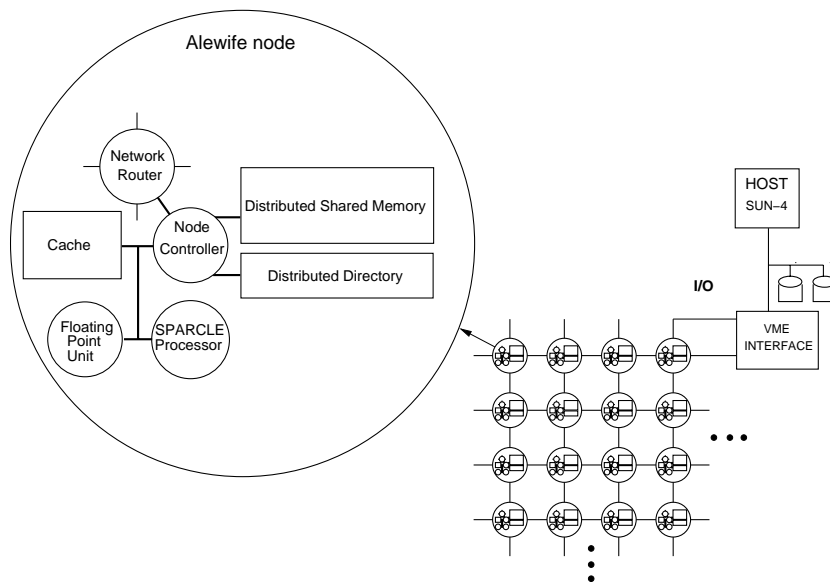 Alewife node
Network
Router
Distributed Shared Memory
Node
Controller
Cache
Distributed Directory
Floating
Point
Unit
SPARCLE
Processor
HOST
SUN–4
I/O
VME
INTERFACE